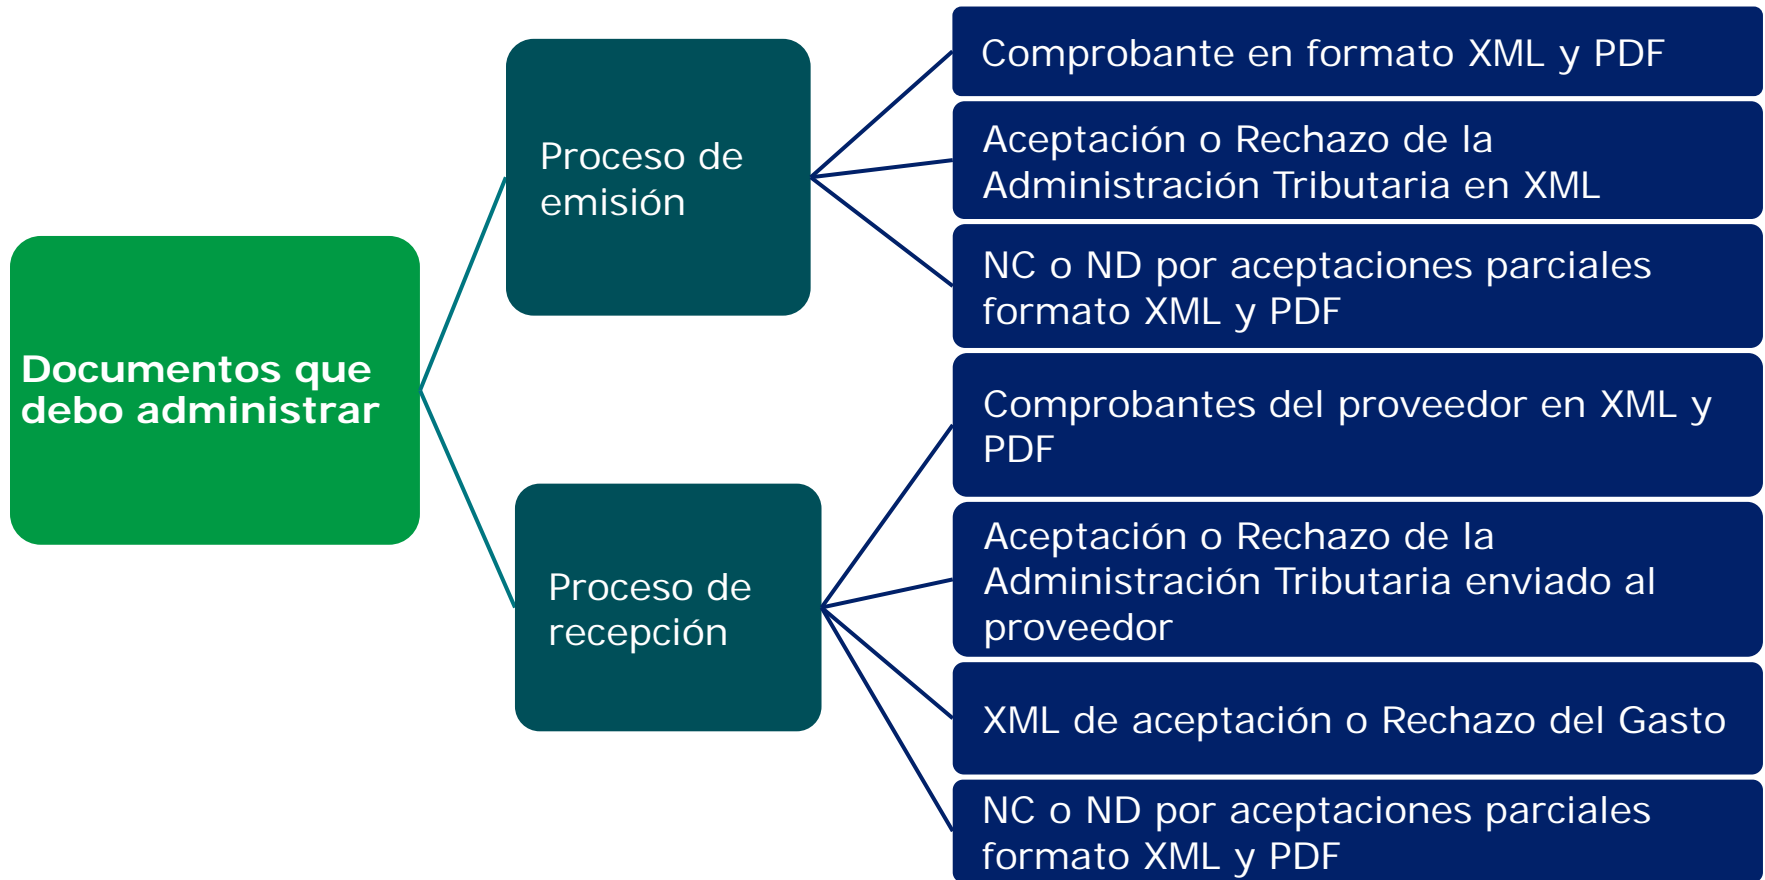 Documentos que
debo administrar
Proceso de
emisión
Comprobante en formato XML y PDF
Aceptación o Rechazo de la
Administración Tributaria en XML
NC o ND por aceptaciones parciales
formato XML y PDF
Proceso de
recepción
Comprobantes del proveedor en XML y
PDF
Aceptación o Rechazo de la
Administración Tributaria enviado al
proveedor
XML de aceptación o Rechazo del Gasto
NC o ND por aceptaciones parciales
formato XML y PDF